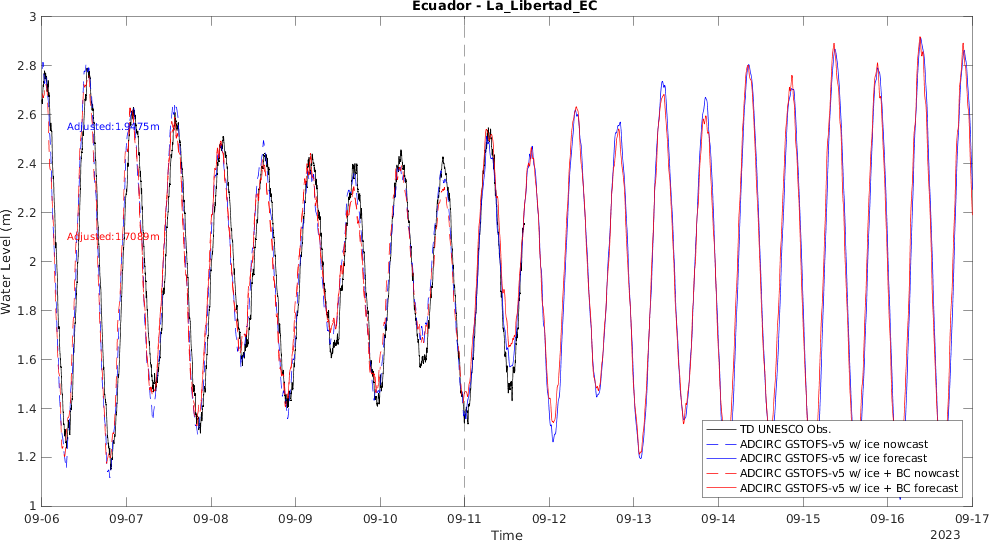 Ecuador - La_Libertad_EC
3
2.8
2.6
2.4
2.2
2
1.8
1.6
1.4
1.2
1
Water Level (m)
Adjusted:1.9475m
Adjusted:1.7089m
TD UNESCO Obs.
ADCIRC GSTOFS-v5 w/ ice nowcast
ADCIRC GSTOFS-v5 w/ ice forecast
ADCIRC GSTOFS-v5 w/ ice + BC nowcast
ADCIRC GSTOFS-v5 w/ ice + BC forecast
09-06 09-07 09-08 09-09 09-10 09-11 09-12 09-13 09-14 09-15 09-16 09-17
Time
2023